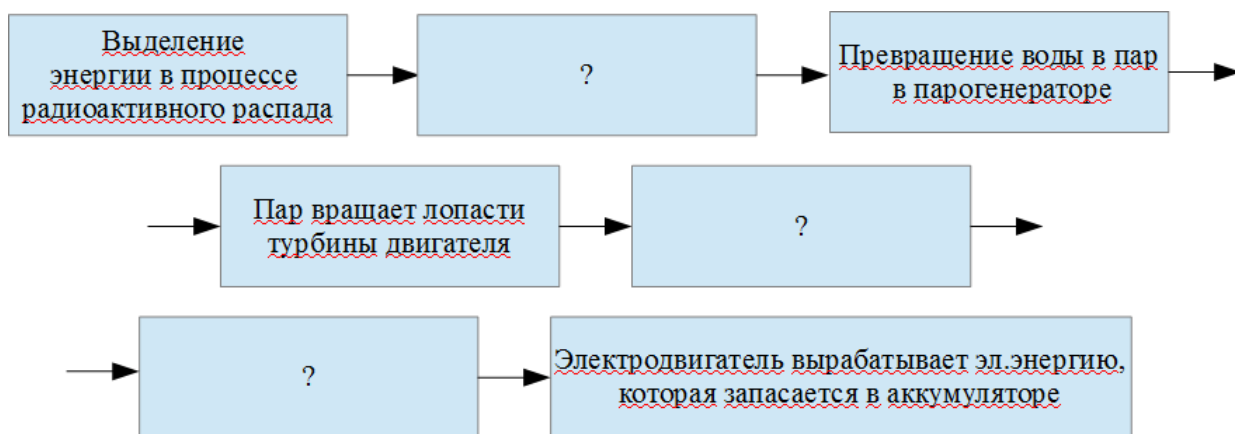 Выделение
энергии в процессе
радиоактивного распада
?
Превращение воды в пар
в парогенераторе
Пар вращает лопасти
турбины двигателя
?
?
Электродвигатель вырабатывает эл.энергию,
которая запасается в аккумуляторе